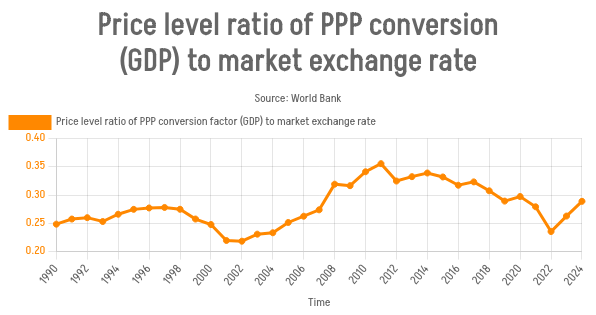 Price level ratio of PPP conversion
(GDP) to market exchange rate
Source: World Bank
Price level ratio of PPP conversion factor (GDP) to market exchange rate
0.40
0.35
0.30
0.25
0.20
1990 1992 1994 1996 1998 2000 2002 2004 2006 2008 2010 2012 2014 2016 2018 2020 2022 2024
Time